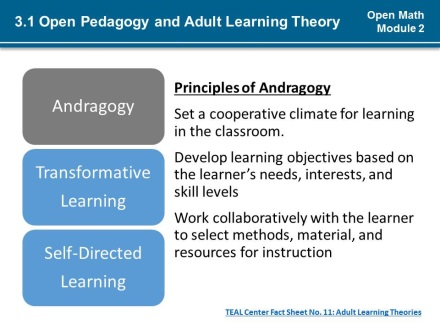 3.1 Open Pedagogy and Adult Learning Theory
Open Math
Module 2
Andragogy
Transformative
Learning
Self-Directed
Learning
Principles of Andragogy
Set a cooperative climate for learning
in the classroom.
Develop learning objectives based on
the learner's needs, interests, and
skill levels
Work collaboratively with the learner
to select methods, material, and
resources for instruction
TEAL Center Fact Sheet No. 11: Adult Learning Theories